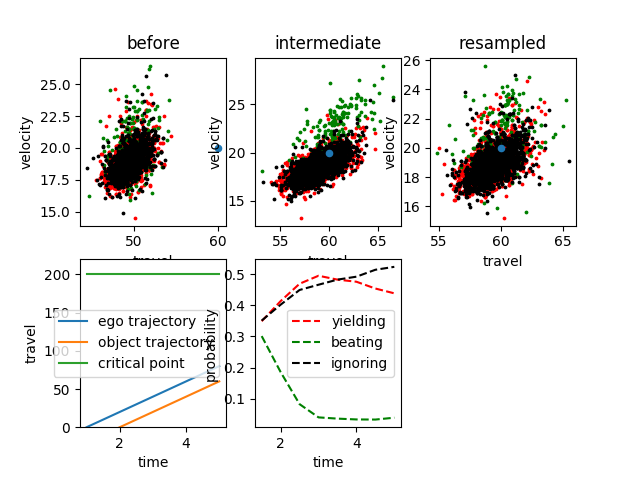 before
intermediate
resampled
velocity
25.0
22.5
20.0
17.5
15.0
50
60
travel
velocity
25
20
15
55
60
65
travel
velocity
26
24
22
20
18
16
55
60
65
travel
travel
200
150
100
50
0
ego trajectory
object trajectory
critical point
2
4
time
probability
0.5
0.4
0.3
0.2
0.1
yielding
beating
ignoring
2
4
time